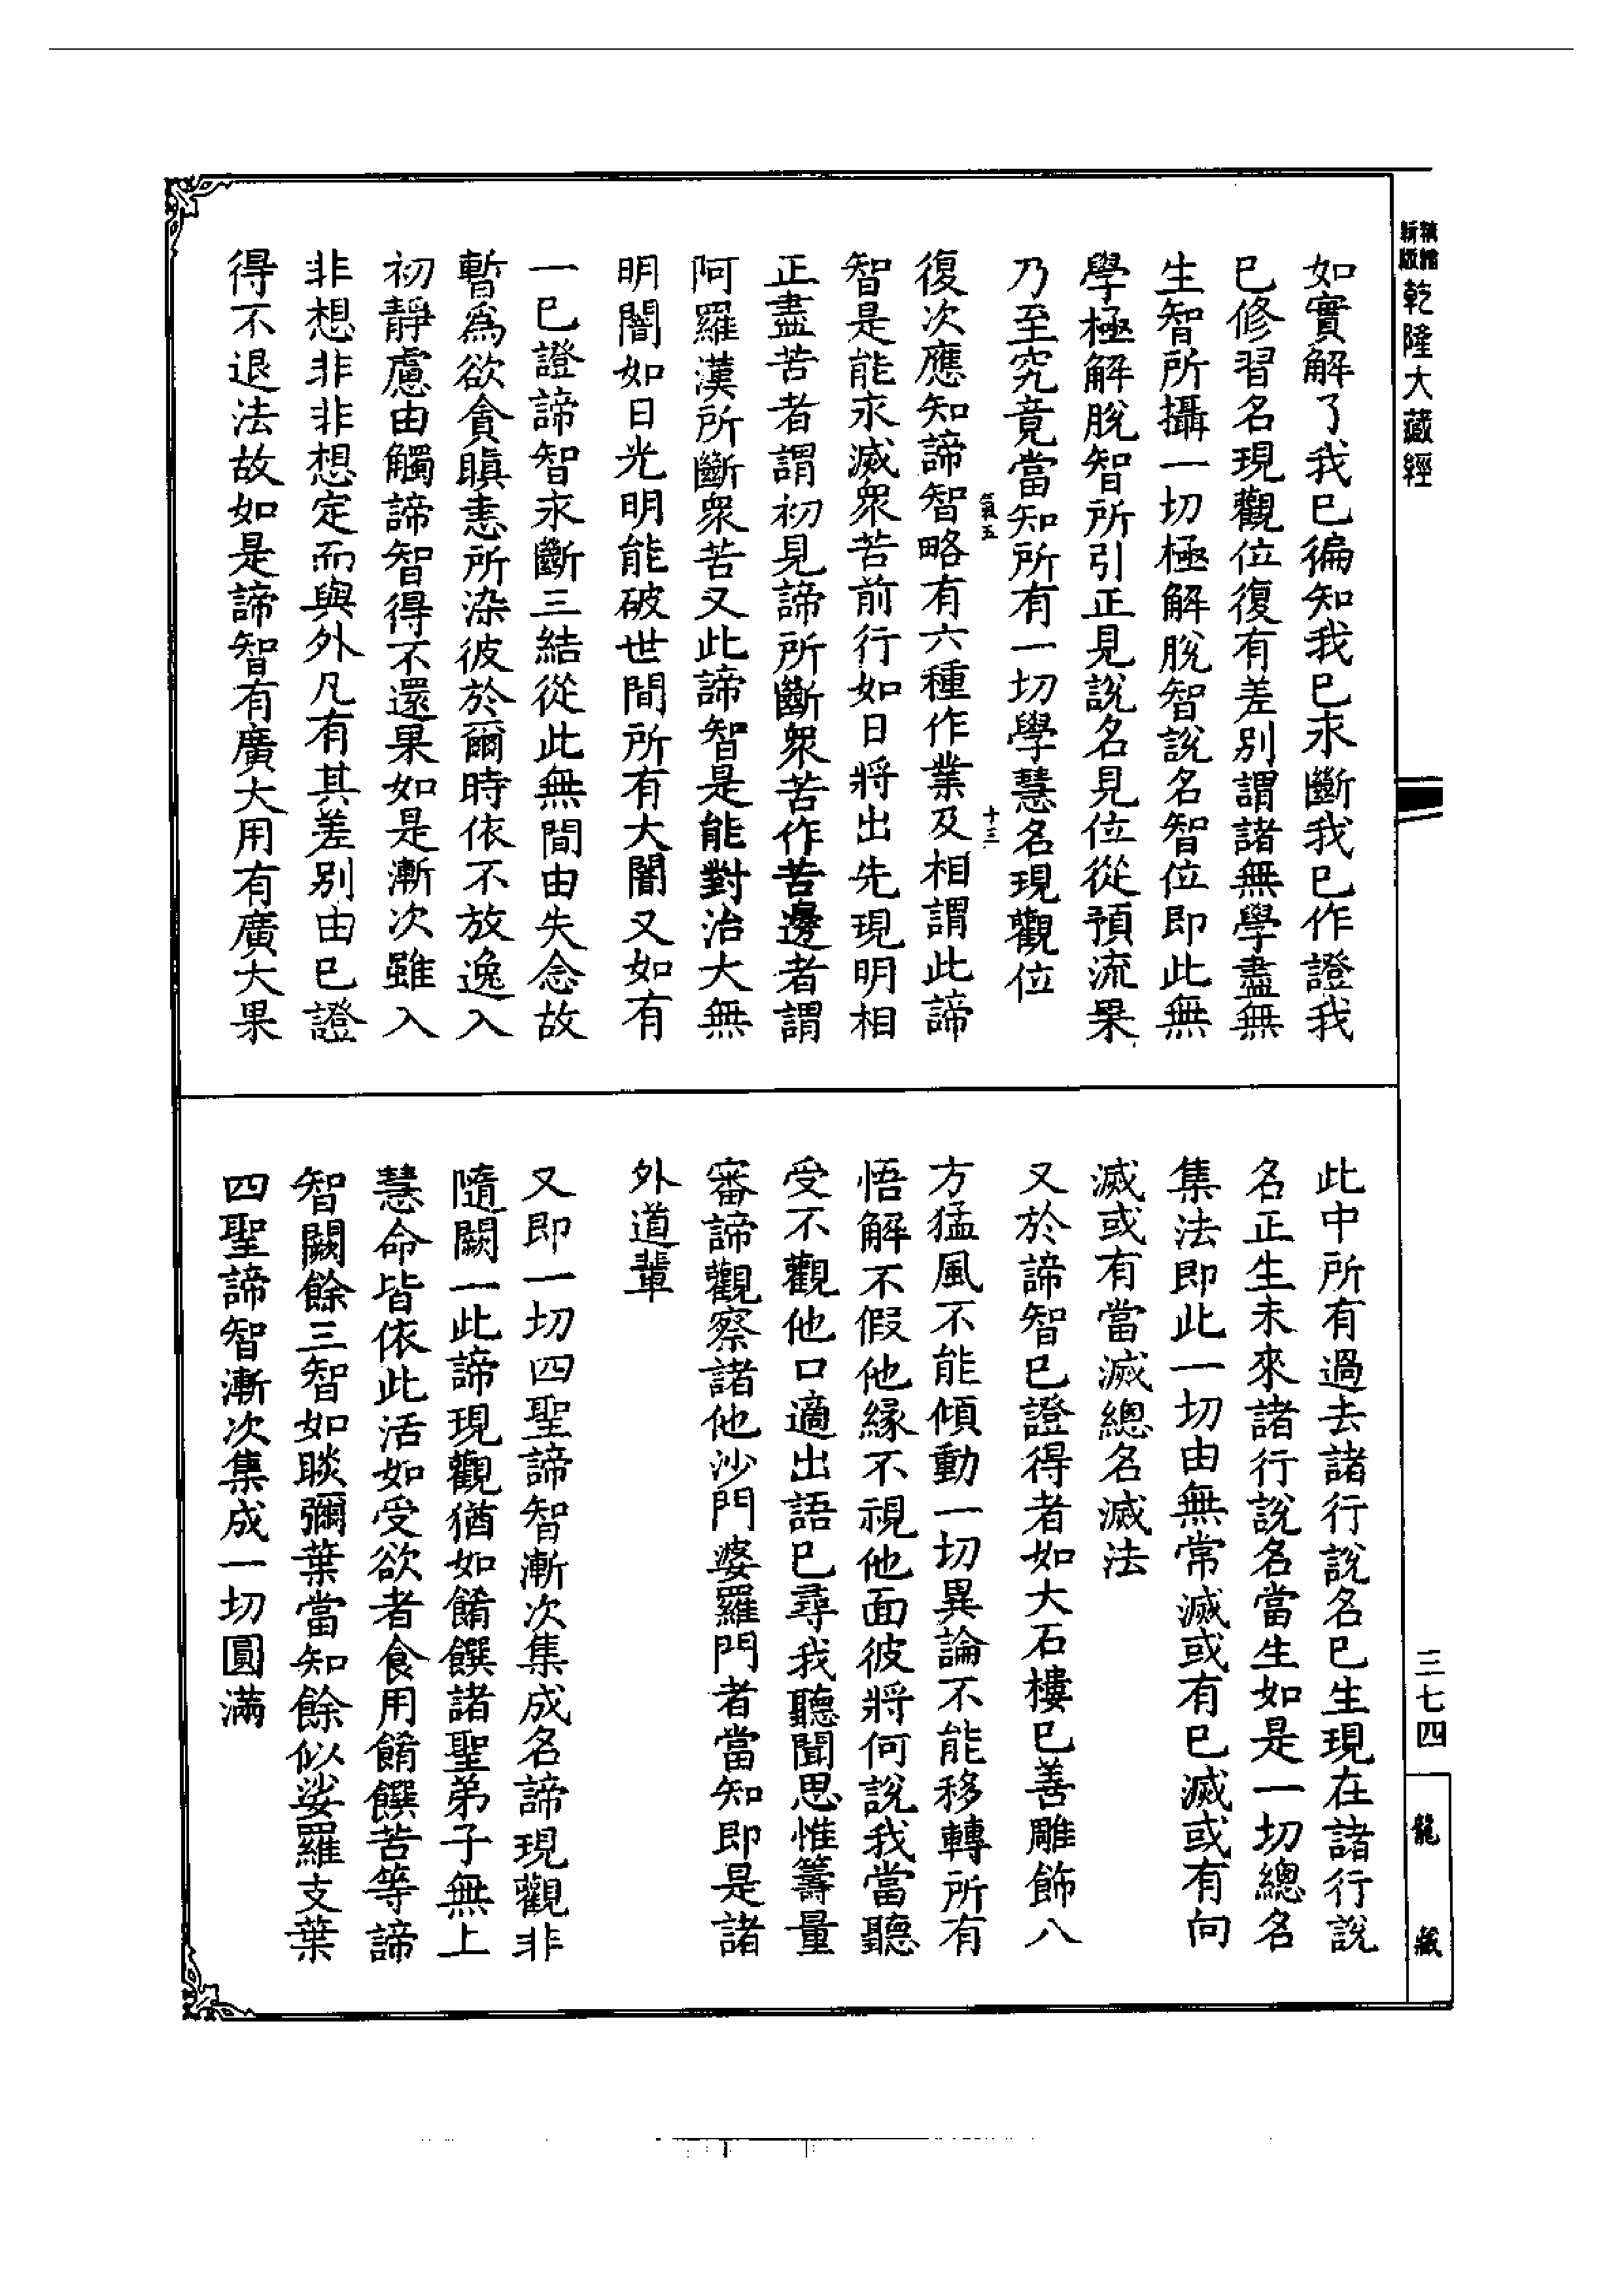 新版
精縮
乾隆大藏經
如實解了我已徧知我已永斷我已作證我
已修習名現觀位復有差別謂諸無學盡無
生智所攝一切極解脫智說名智位即此無
學極解脫智所引正見說名見位從預流果
乃至究竟當知所有一切學慧名現觀位
氣五
十三
復次應知諦智略有六種作業及相謂此諦
智是能永滅衆苦前行如日將出先現明相
正盡苦者謂初見諦所斷衆苦作苦邊者謂
阿羅漢所斷衆苦又此諦智是能對治大無
明闇如日光明能破世間所有大闇又如有
一已證諦智永斷三結從此無間由失念故
暫爲欲貪瞋恚所染彼於爾時依不放逸入
初靜慮由觸諦智得不還果如是漸次雖入
非想非非想定而與外凡有其差別由已證
得不退法故如是諦智有廣大用有廣大果
此中所有過去諸行說名已生現在諸行說
名正生未來諸行說名當生如是一切總名
集法即此一切由無常滅或有已滅或有向
滅或有當滅總名滅法
又於諦智已證得者如大石樓已善雕飾八
方猛風不能傾動一切異論不能移轉所有
悟解不假他緣不視他面彼將何說我當聽
受不觀他口適出語已尋我聽聞思惟籌量
審諦觀察諸他沙門婆羅門者當知即是諸
外道輩
又即一切四聖諦智漸次集成名諦現觀非
隨闕一此諦現觀猶如餚饌諸聖弟子無上
慧命皆依此活如受欲者食用餚饌苦等諦
智闕餘三智如睒彌葉當知餘似娑羅支葉
四聖諦智漸次集成一切圓滿
三七四
龍藏